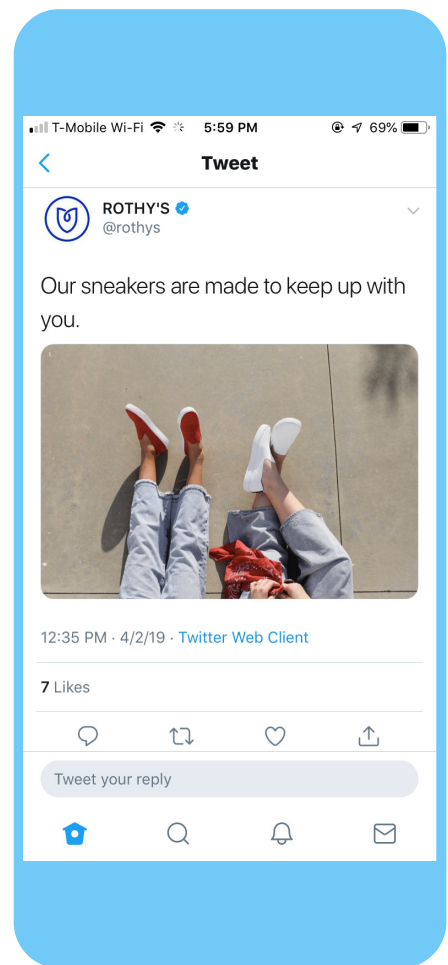 T-Mobile Wi-Fi 5:59 PM 69%
Tweet
ROTHY'S
@rothys
Our sneakers are made to keep up with
you.
12:35 PM · 4/2/19 · Twitter Web Client
7 Likes
Tweet your reply